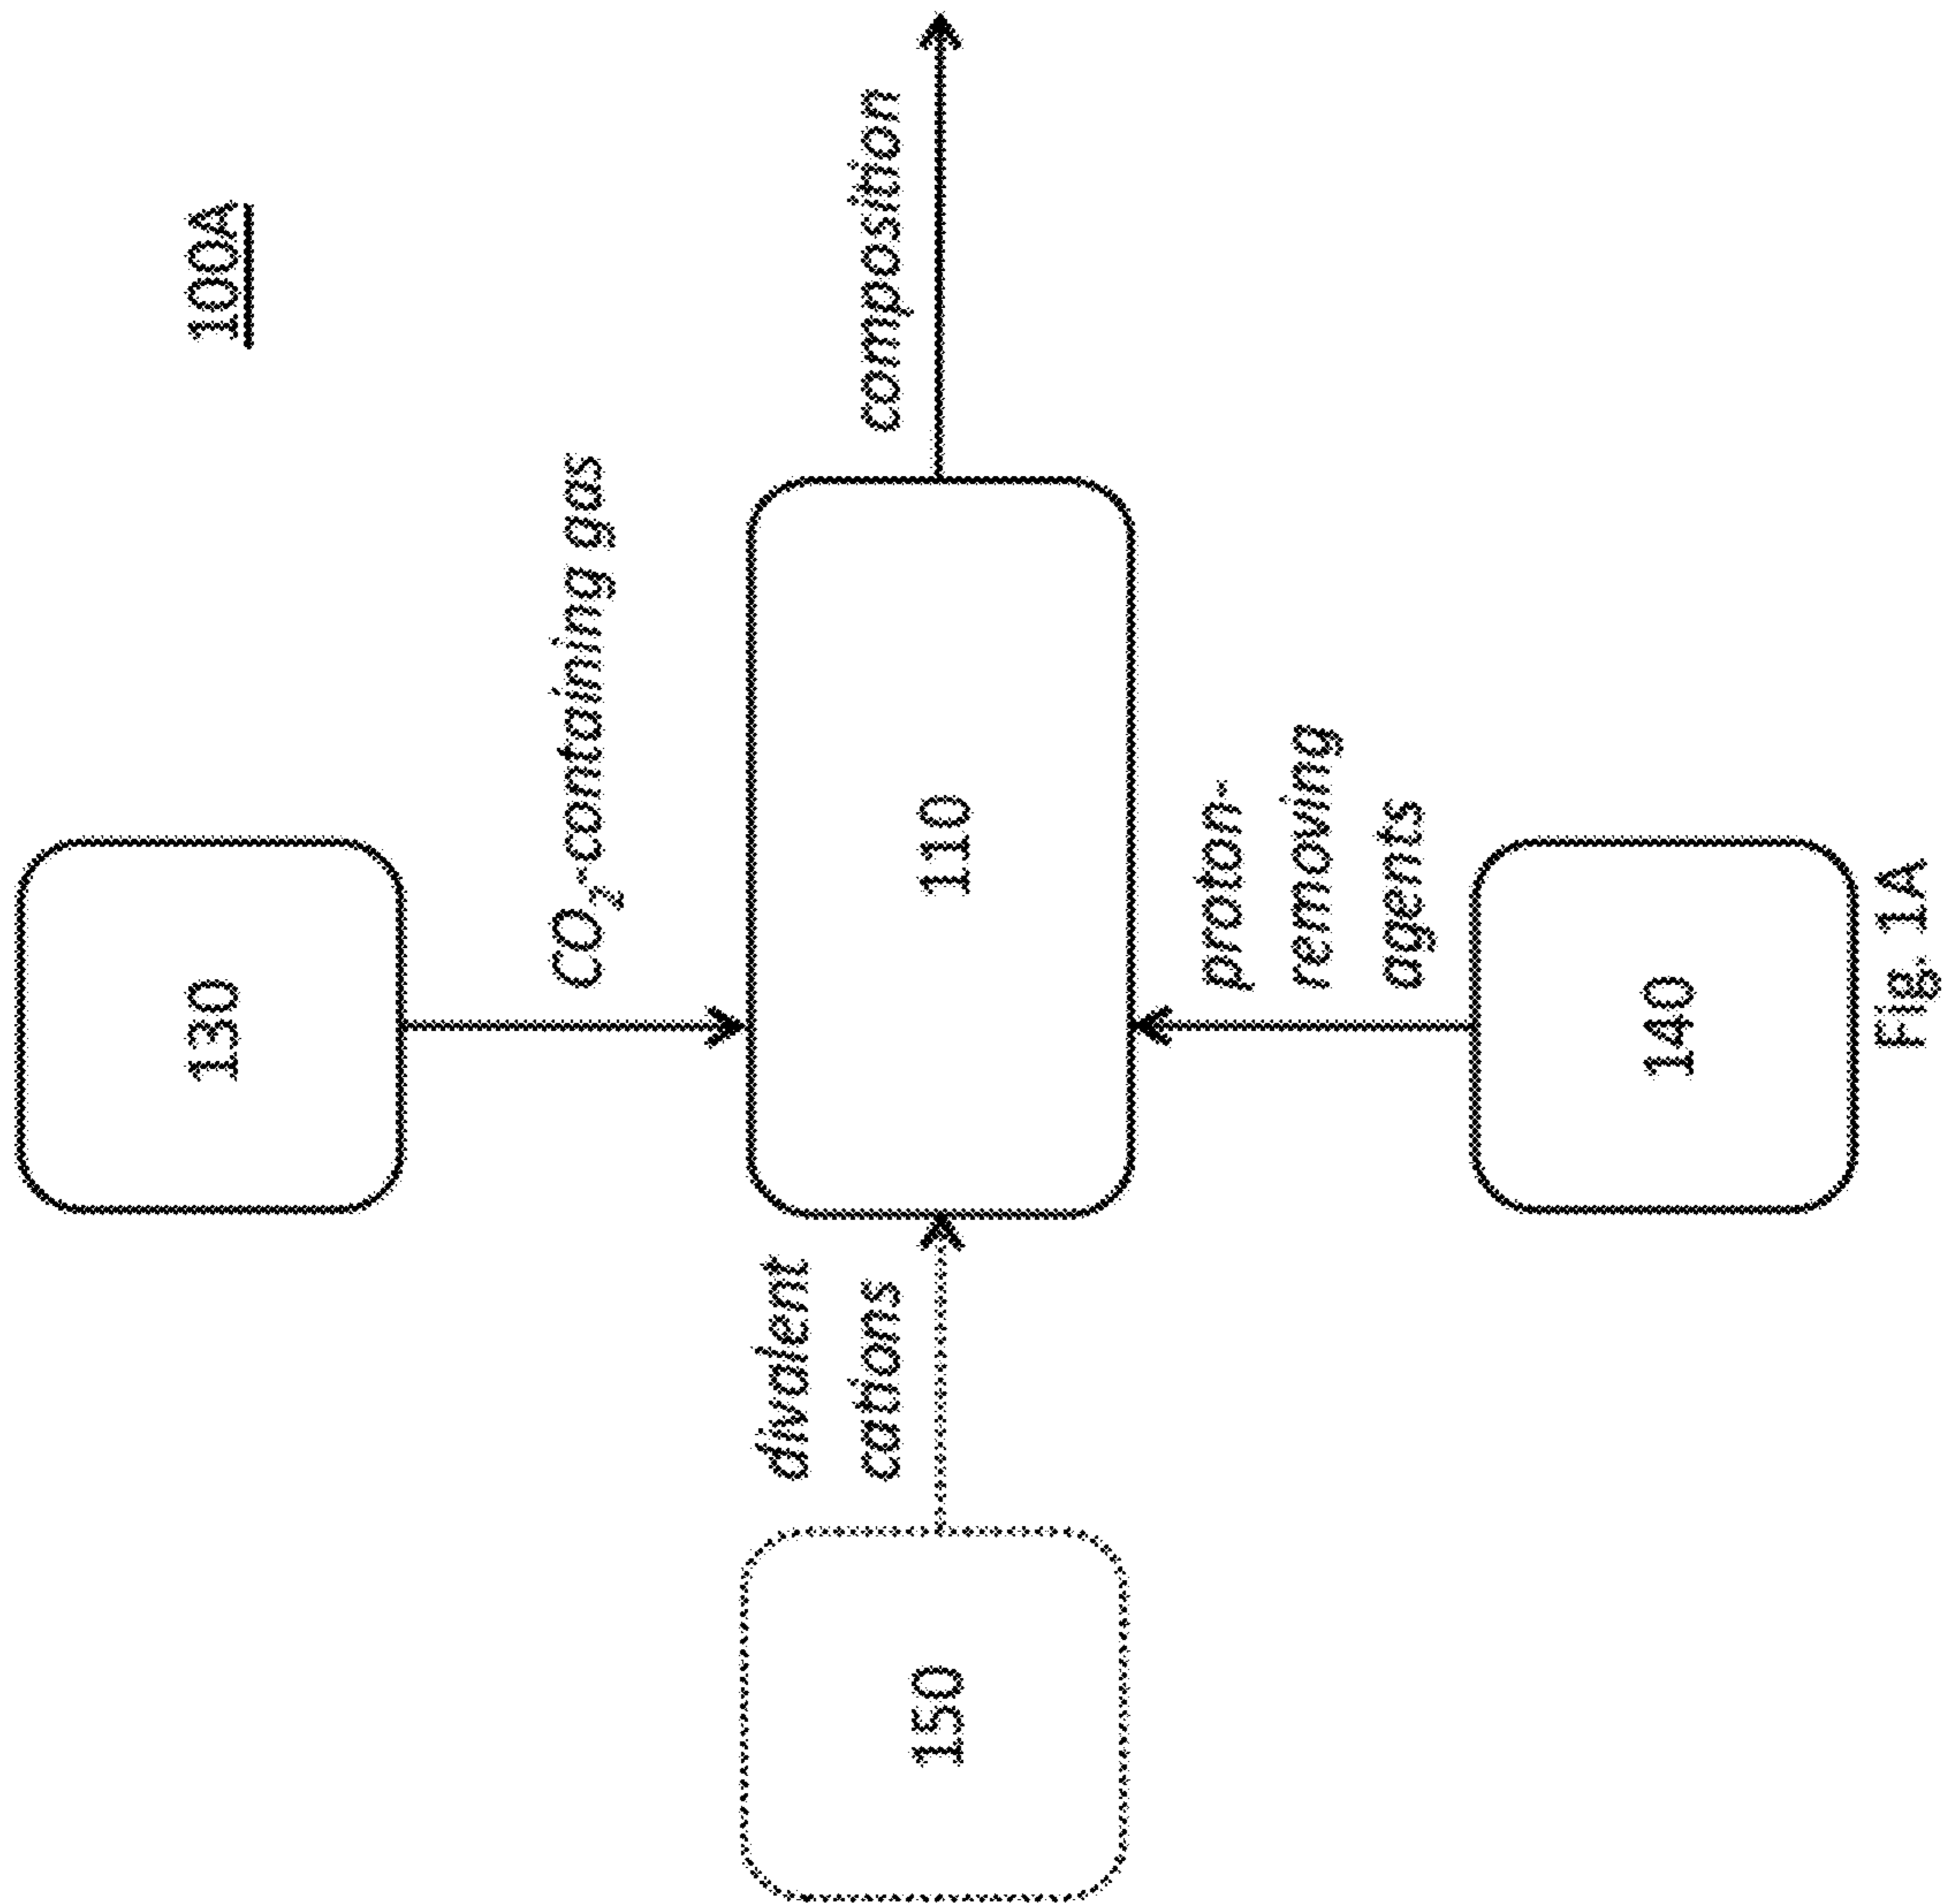 100A
130
CO2-containing gas
150
divalent
cations
110
composition
proton-
removing
agents
140
Fig. 1A